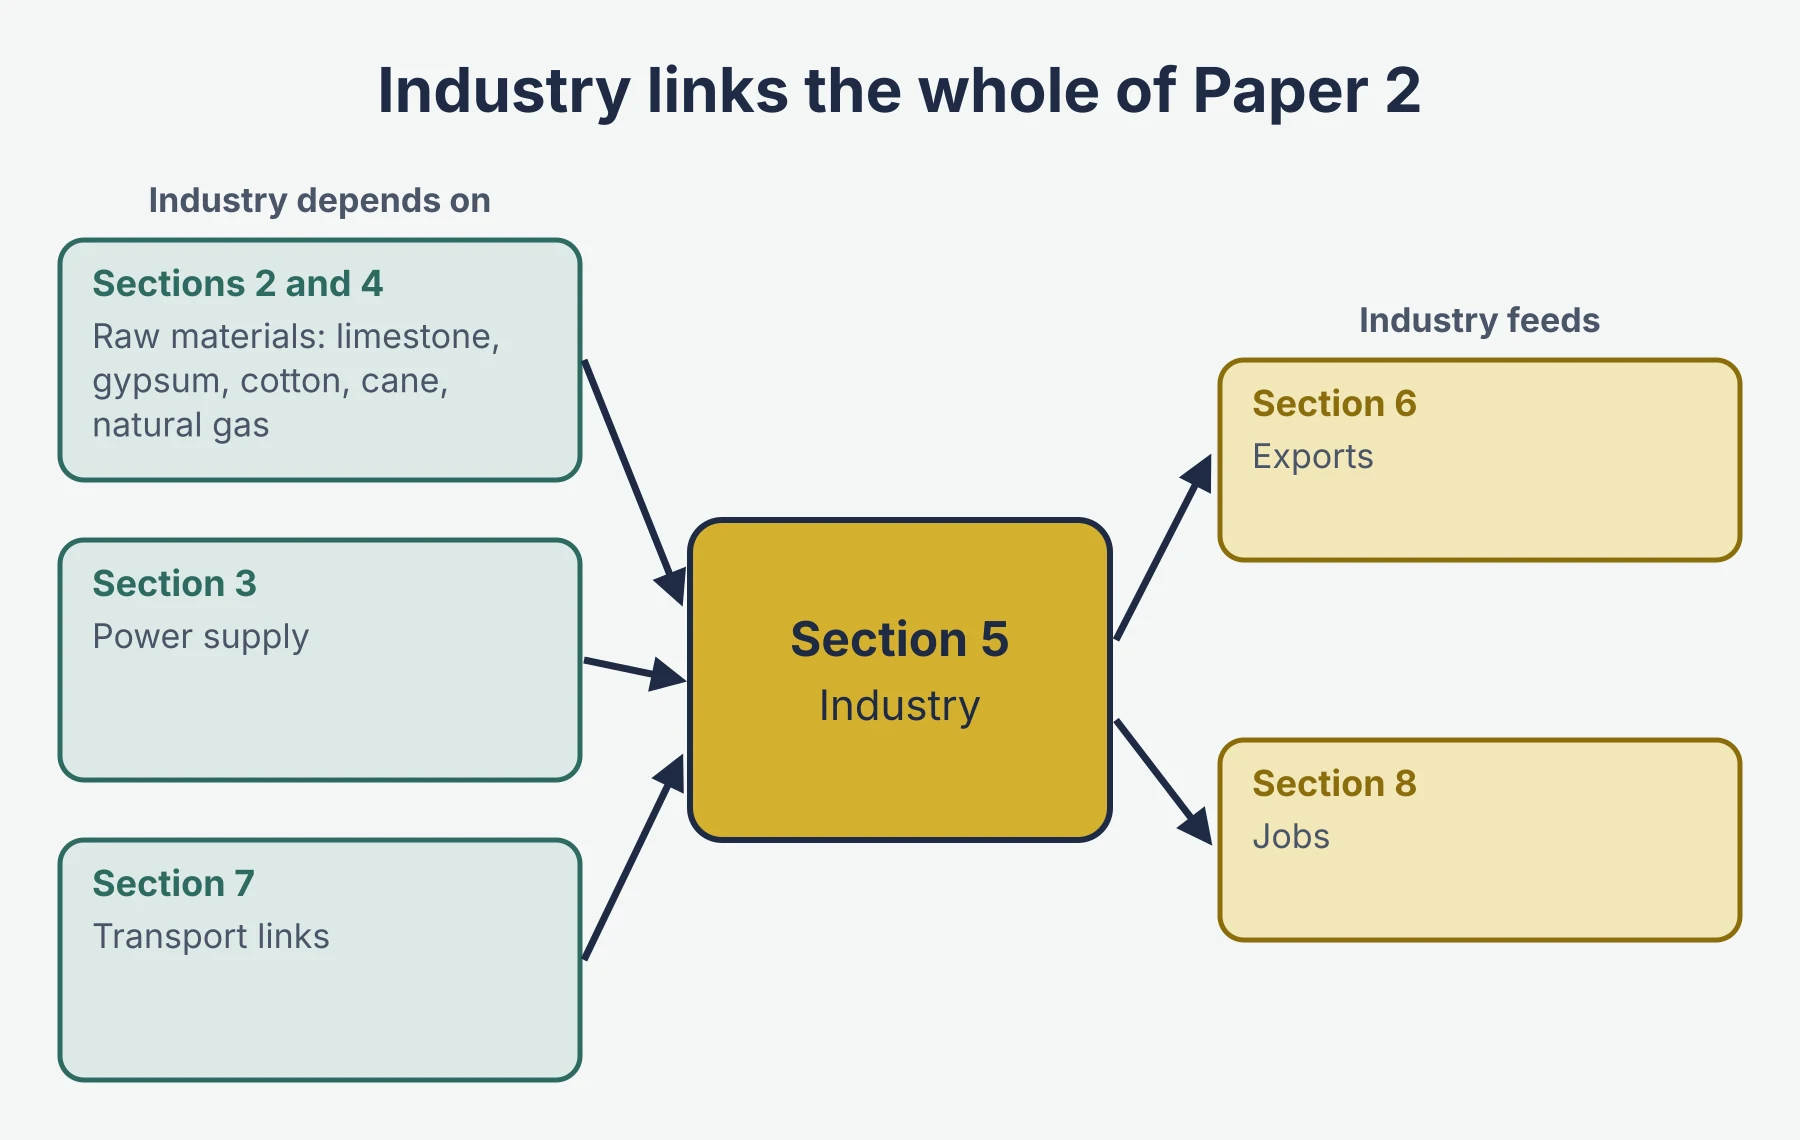 Industry links the whole of Paper 2
Industry depends on
Sections 2 and 4
Raw materials: limestone,
gypsum, cotton, cane,
natural gas
Section 3
Power supply
Section 7
Transport links
Section 5
Industry
Industry feeds
Section 6
Exports
Section 8
Jobs